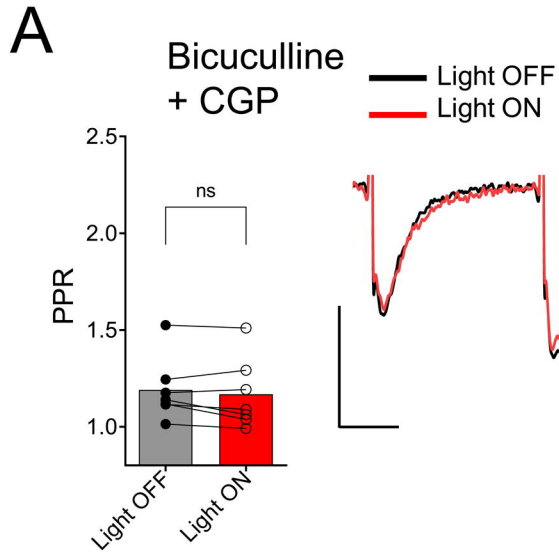 A
Bicuculline
+ CGP
Light OFF
Light ON
2.5
2.0
1.5
1.0
PPR
ns
Light OFF
Light ON